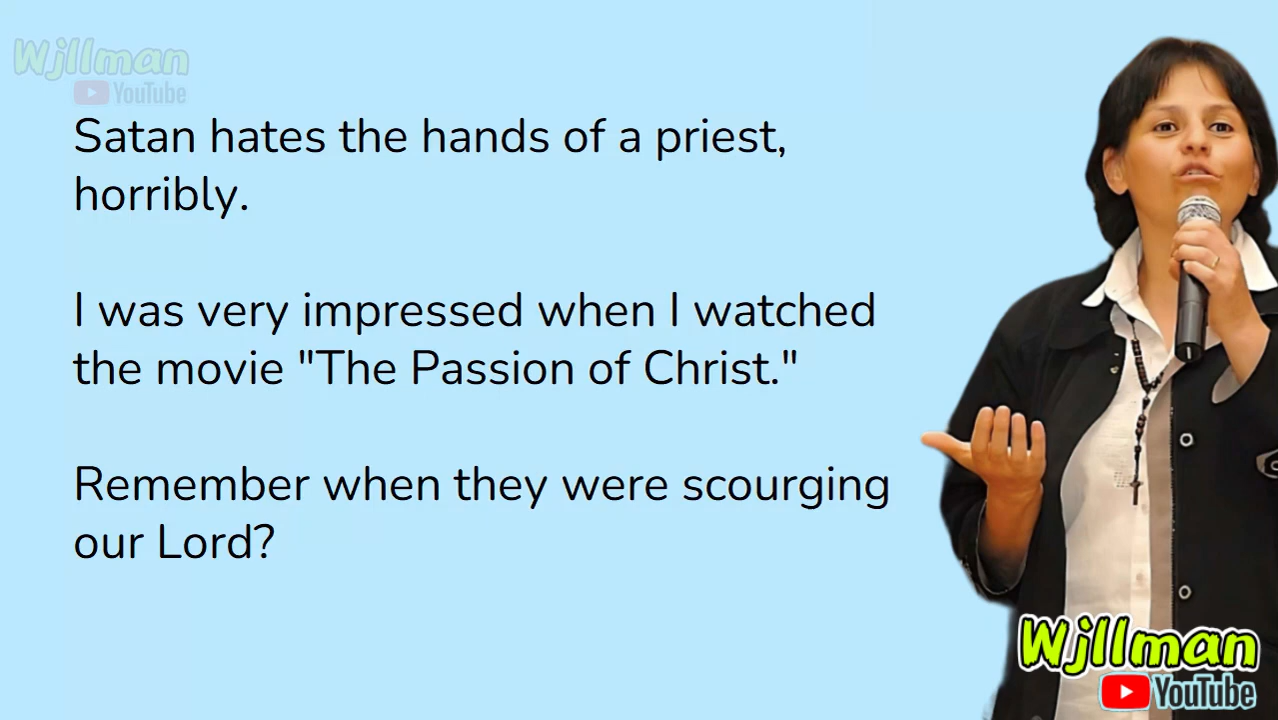 Wjllman
YouTube
Satan hates the hands of a priest,
horribly.
I was very impressed when I watched
the movie "The Passion of Christ."
Remember when they were scourging
our Lord?
Wjllman
YouTube